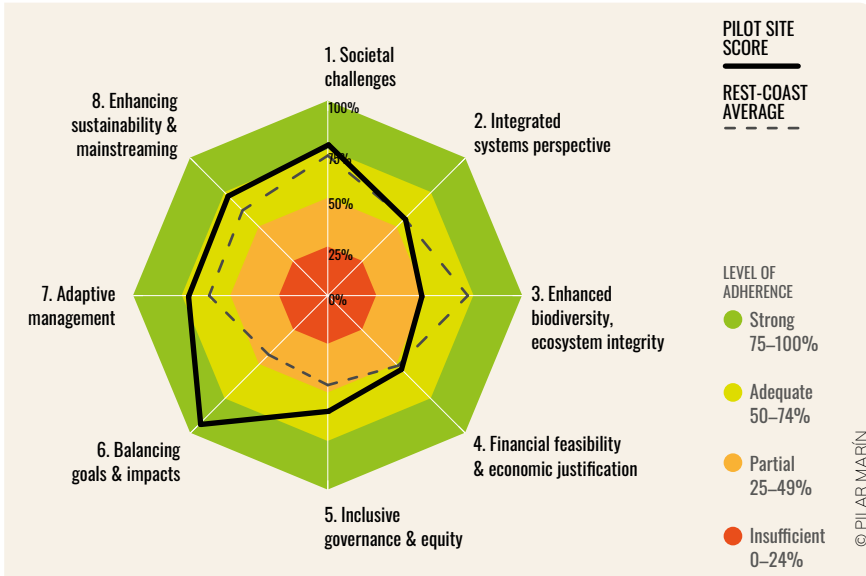 1. Societal
challenges
2. Integrated
systems perspective
3. Enhanced
biodiversity,
ecosystem integrity
4. Financial feasibility
& economic justification
5. Inclusive
governance & equity
6. Balancing
goals & impacts
7. Adaptive
management
8. Enhancing
sustainability &
mainstreaming
100%
75%
50%
25%
0%
PILOT SITE
SCORE
REST-COAST
AVERAGE
LEVEL OF
ADHERENCE
Strong
75–100%
Adequate
50–74%
Partial
25–49%
Insufficient
0–24%
© PILAR MARÍN